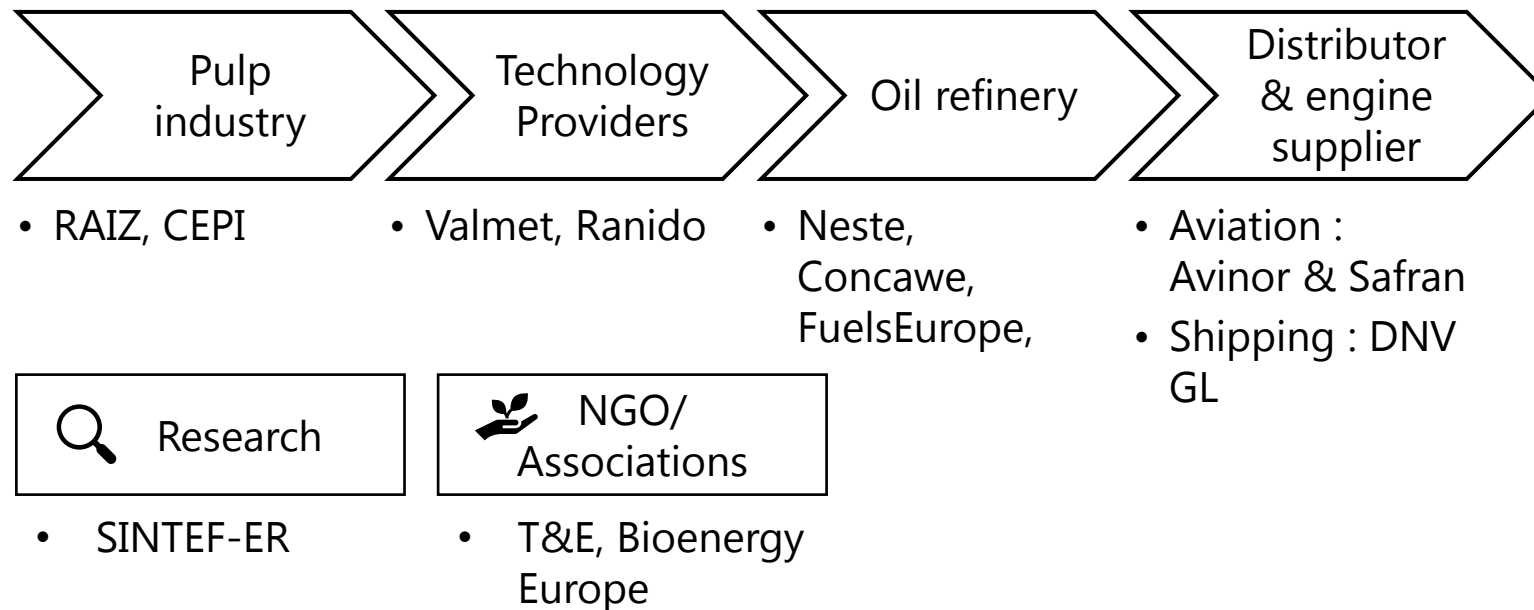 Pulp
industry
Technology
Providers
Oil refinery
Distributor
& engine
supplier
• RAIZ, CEPI
• Valmet, Ranido
• Neste,
Concawe,
FuelsEurope,
• Aviation :
Avinor & Safran
• Shipping : DNV
GL
Research
NGO/
Associations
• SINTEF-ER
• T&E, Bioenergy
Europe